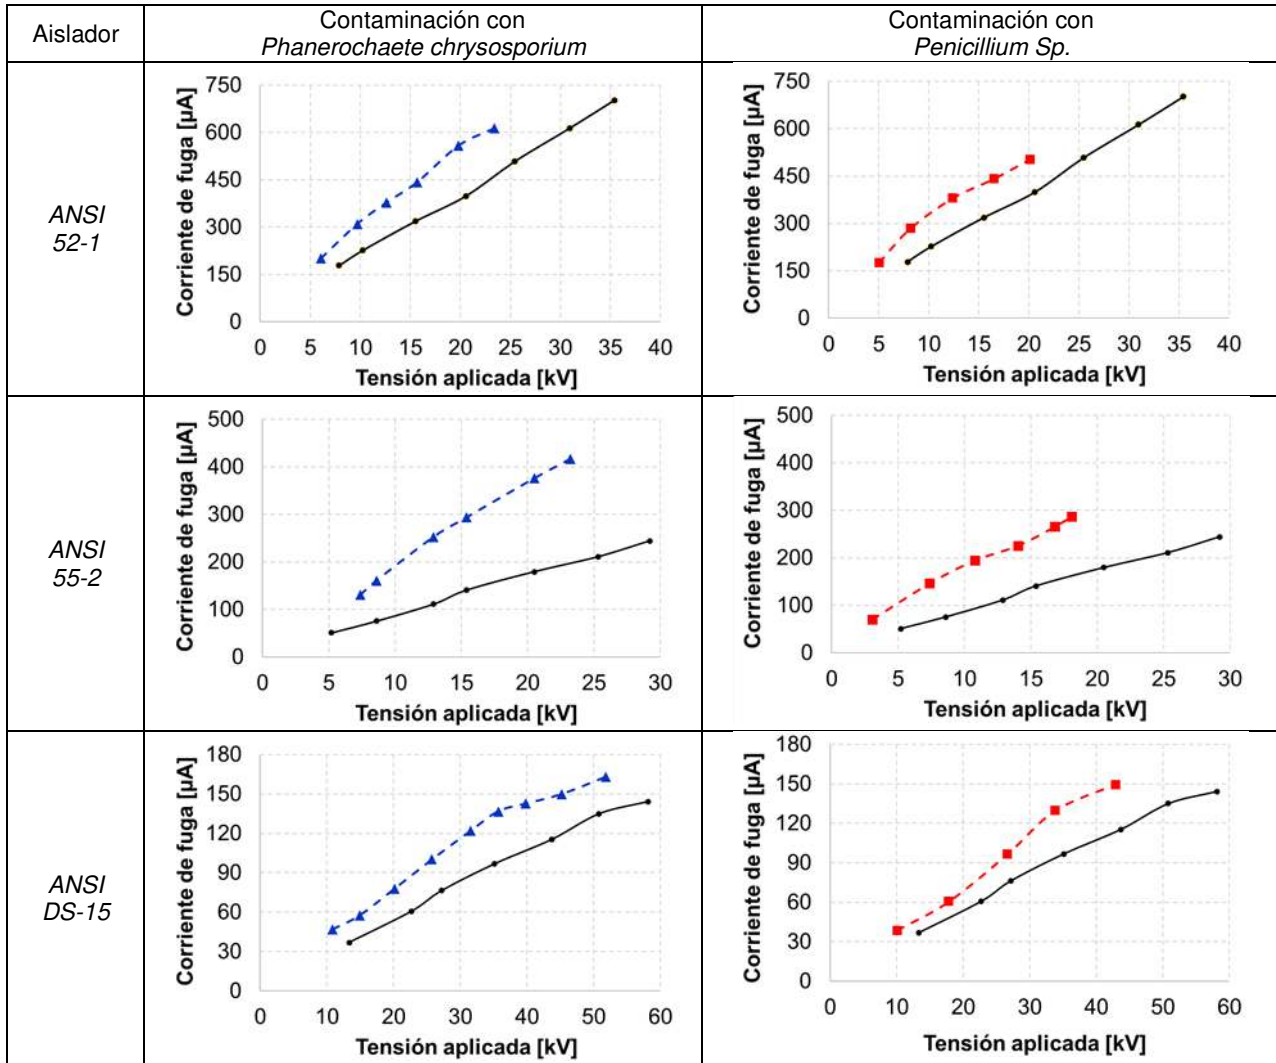 Aislador
Contaminación con
Phanerochaete chrysosporium
Contaminación con
Penicillium Sp.
ANSI
52-1
Corriente de fuga [µA]
750
600
450
300
150
0
0 5 10 15 20 25 30 35 40
Tensión aplicada [kV]
Corriente de fuga [µA]
750
600
450
300
150
0
0 5 10 15 20 25 30 35 40
Tensión aplicada [kV]
ANSI
55-2
Corriente de fuga [µA]
500
400
300
200
100
0
0 5 10 15 20 25 30
Tensión aplicada [kV]
Corriente de fuga [µA]
500
400
300
200
100
0
0 5 10 15 20 25 30
Tensión aplicada [kV]
ANSI
DS-15
Corriente de fuga [µA]
180
150
120
90
60
30
0
0 10 20 30 40 50 60
Tensión aplicada [kV]
Corriente de fuga [µA]
180
150
120
90
60
30
0
0 10 20 30 40 50 60
Tensión aplicada [kV]